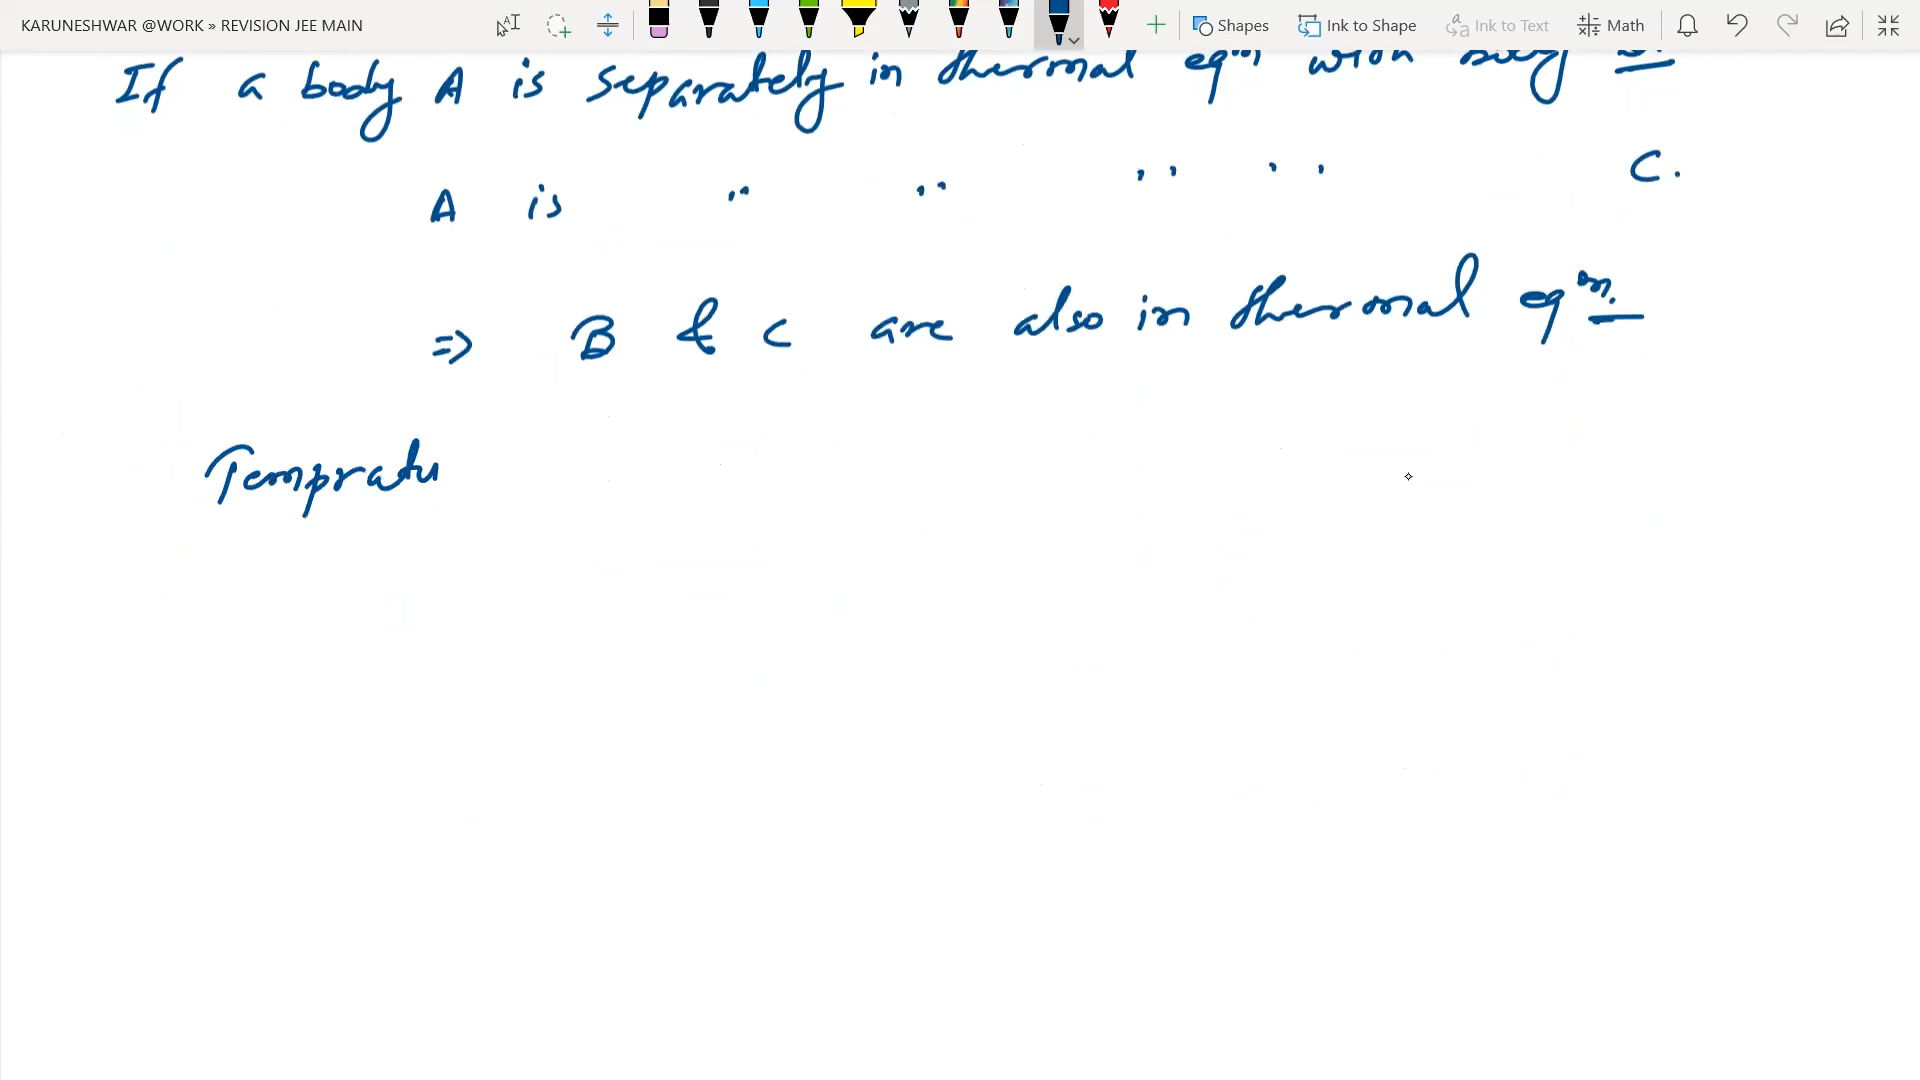 KARUNESHWAR @WORK » REVISION JEE MAIN Shapes Ink to Shape Ink to Text Math
If a body A is separately in thermal eqm with body B.
A is " " " " C.
=> B & C are also in thermal eqm.
Tempratu